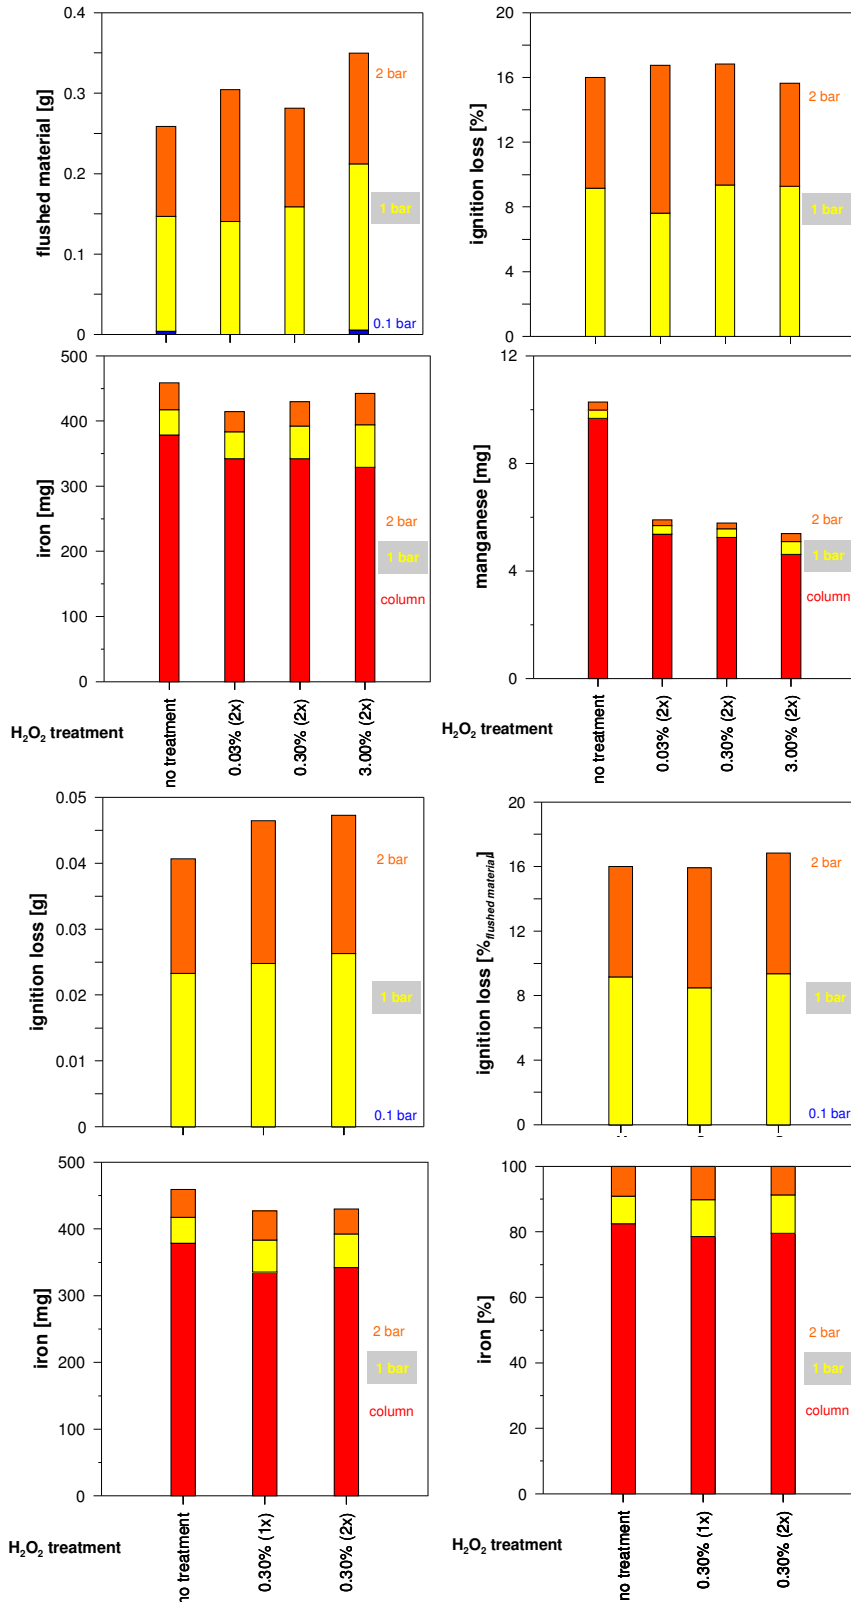 flushed material [g]
0.4
0.3
0.2
0.1
0
2 bar
1 bar
0.1 bar
ignition loss [%]
20
16
12
8
4
0
2 bar
1 bar
iron [mg]
500
400
300
200
100
0
2 bar
1 bar
column
manganese [mg]
12
8
4
0
2 bar
1 bar
column
H₂O₂ treatment
no treatment
0.03% (2x)
0.30% (2x)
3.00% (2x)
H₂O₂ treatment
no treatment
0.03% (2x)
0.30% (2x)
3.00% (2x)
ignition loss [g]
0.05
0.04
0.03
0.02
0.01
0
2 bar
1 bar
0.1 bar
ignition loss [%flushed material]
20
16
12
8
4
0
2 bar
1 bar
0.1 bar
iron [mg]
500
400
300
200
100
0
2 bar
1 bar
column
iron [%]
100
80
60
40
20
0
2 bar
1 bar
column
H₂O₂ treatment
no treatment
0.30% (1x)
0.30% (2x)
H₂O₂ treatment
no treatment
0.30% (1x)
0.30% (2x)